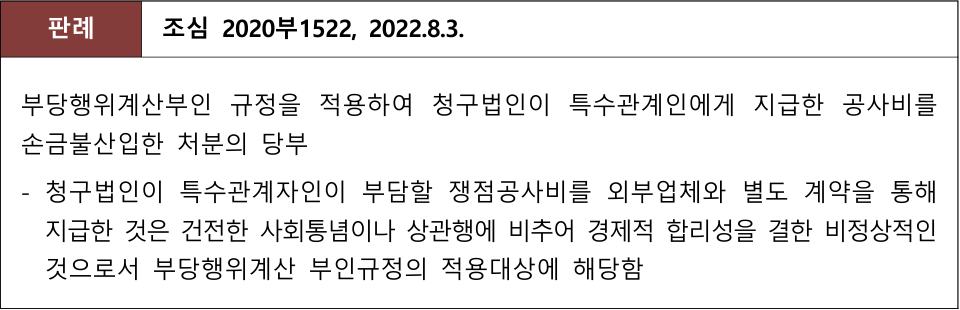 판례
조심 2020부1522, 2022.8.3.
부당행위계산부인 규정을 적용하여 청구법인이 특수관계인에게 지급한 공사비를
손금불산입한 처분의 당부
- 청구법인이 특수관계자인이 부담할 쟁점공사비를 외부업체와 별도 계약을 통해
지급한 것은 건전한 사회통념이나 상관행에 비추어 경제적 합리성을 결한 비정상적인
것으로서 부당행위계산 부인규정의 적용대상에 해당함